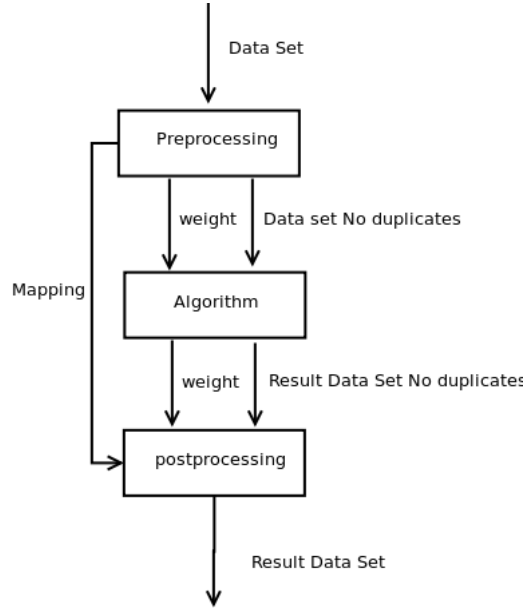 Data Set
Preprocessing
weight
Data set No duplicates
Mapping
Algorithm
weight
Result Data Set No duplicates
postprocessing
Result Data Set